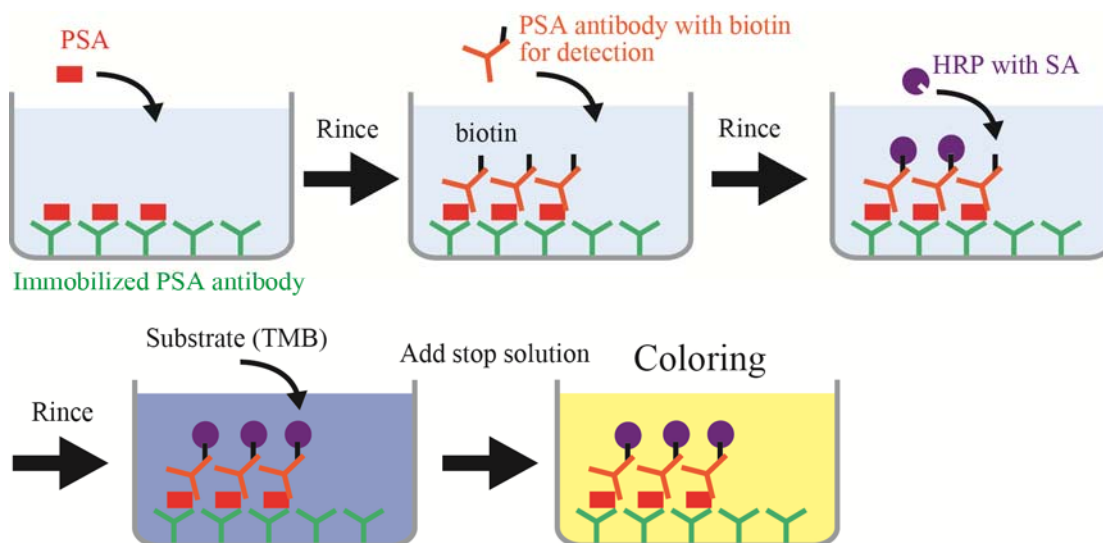 PSA
PSA antibody with biotin
for detection
HRP with SA
Rince
biotin
Rince
Immobilized PSA antibody
Substrate (TMB)
Add stop solution
Coloring
Rince